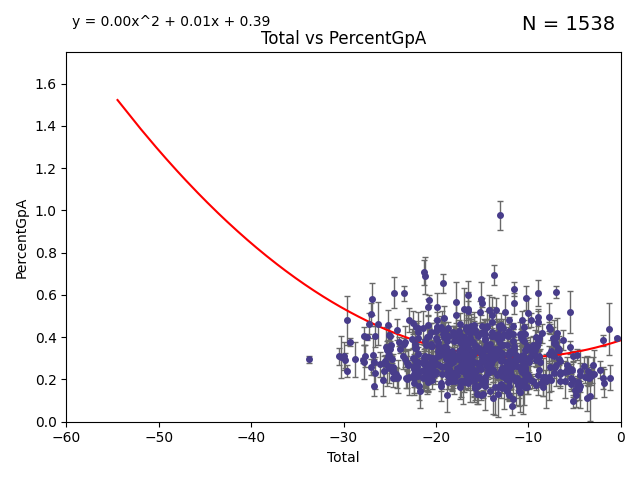 y = 0.00x^2 + 0.01x + 0.39
N = 1538
Total vs PercentGpA
PercentGpA
1.6
1.4
1.2
1.0
0.8
0.6
0.4
0.2
0.0
−60 −50 −40 −30 −20 −10 0
Total